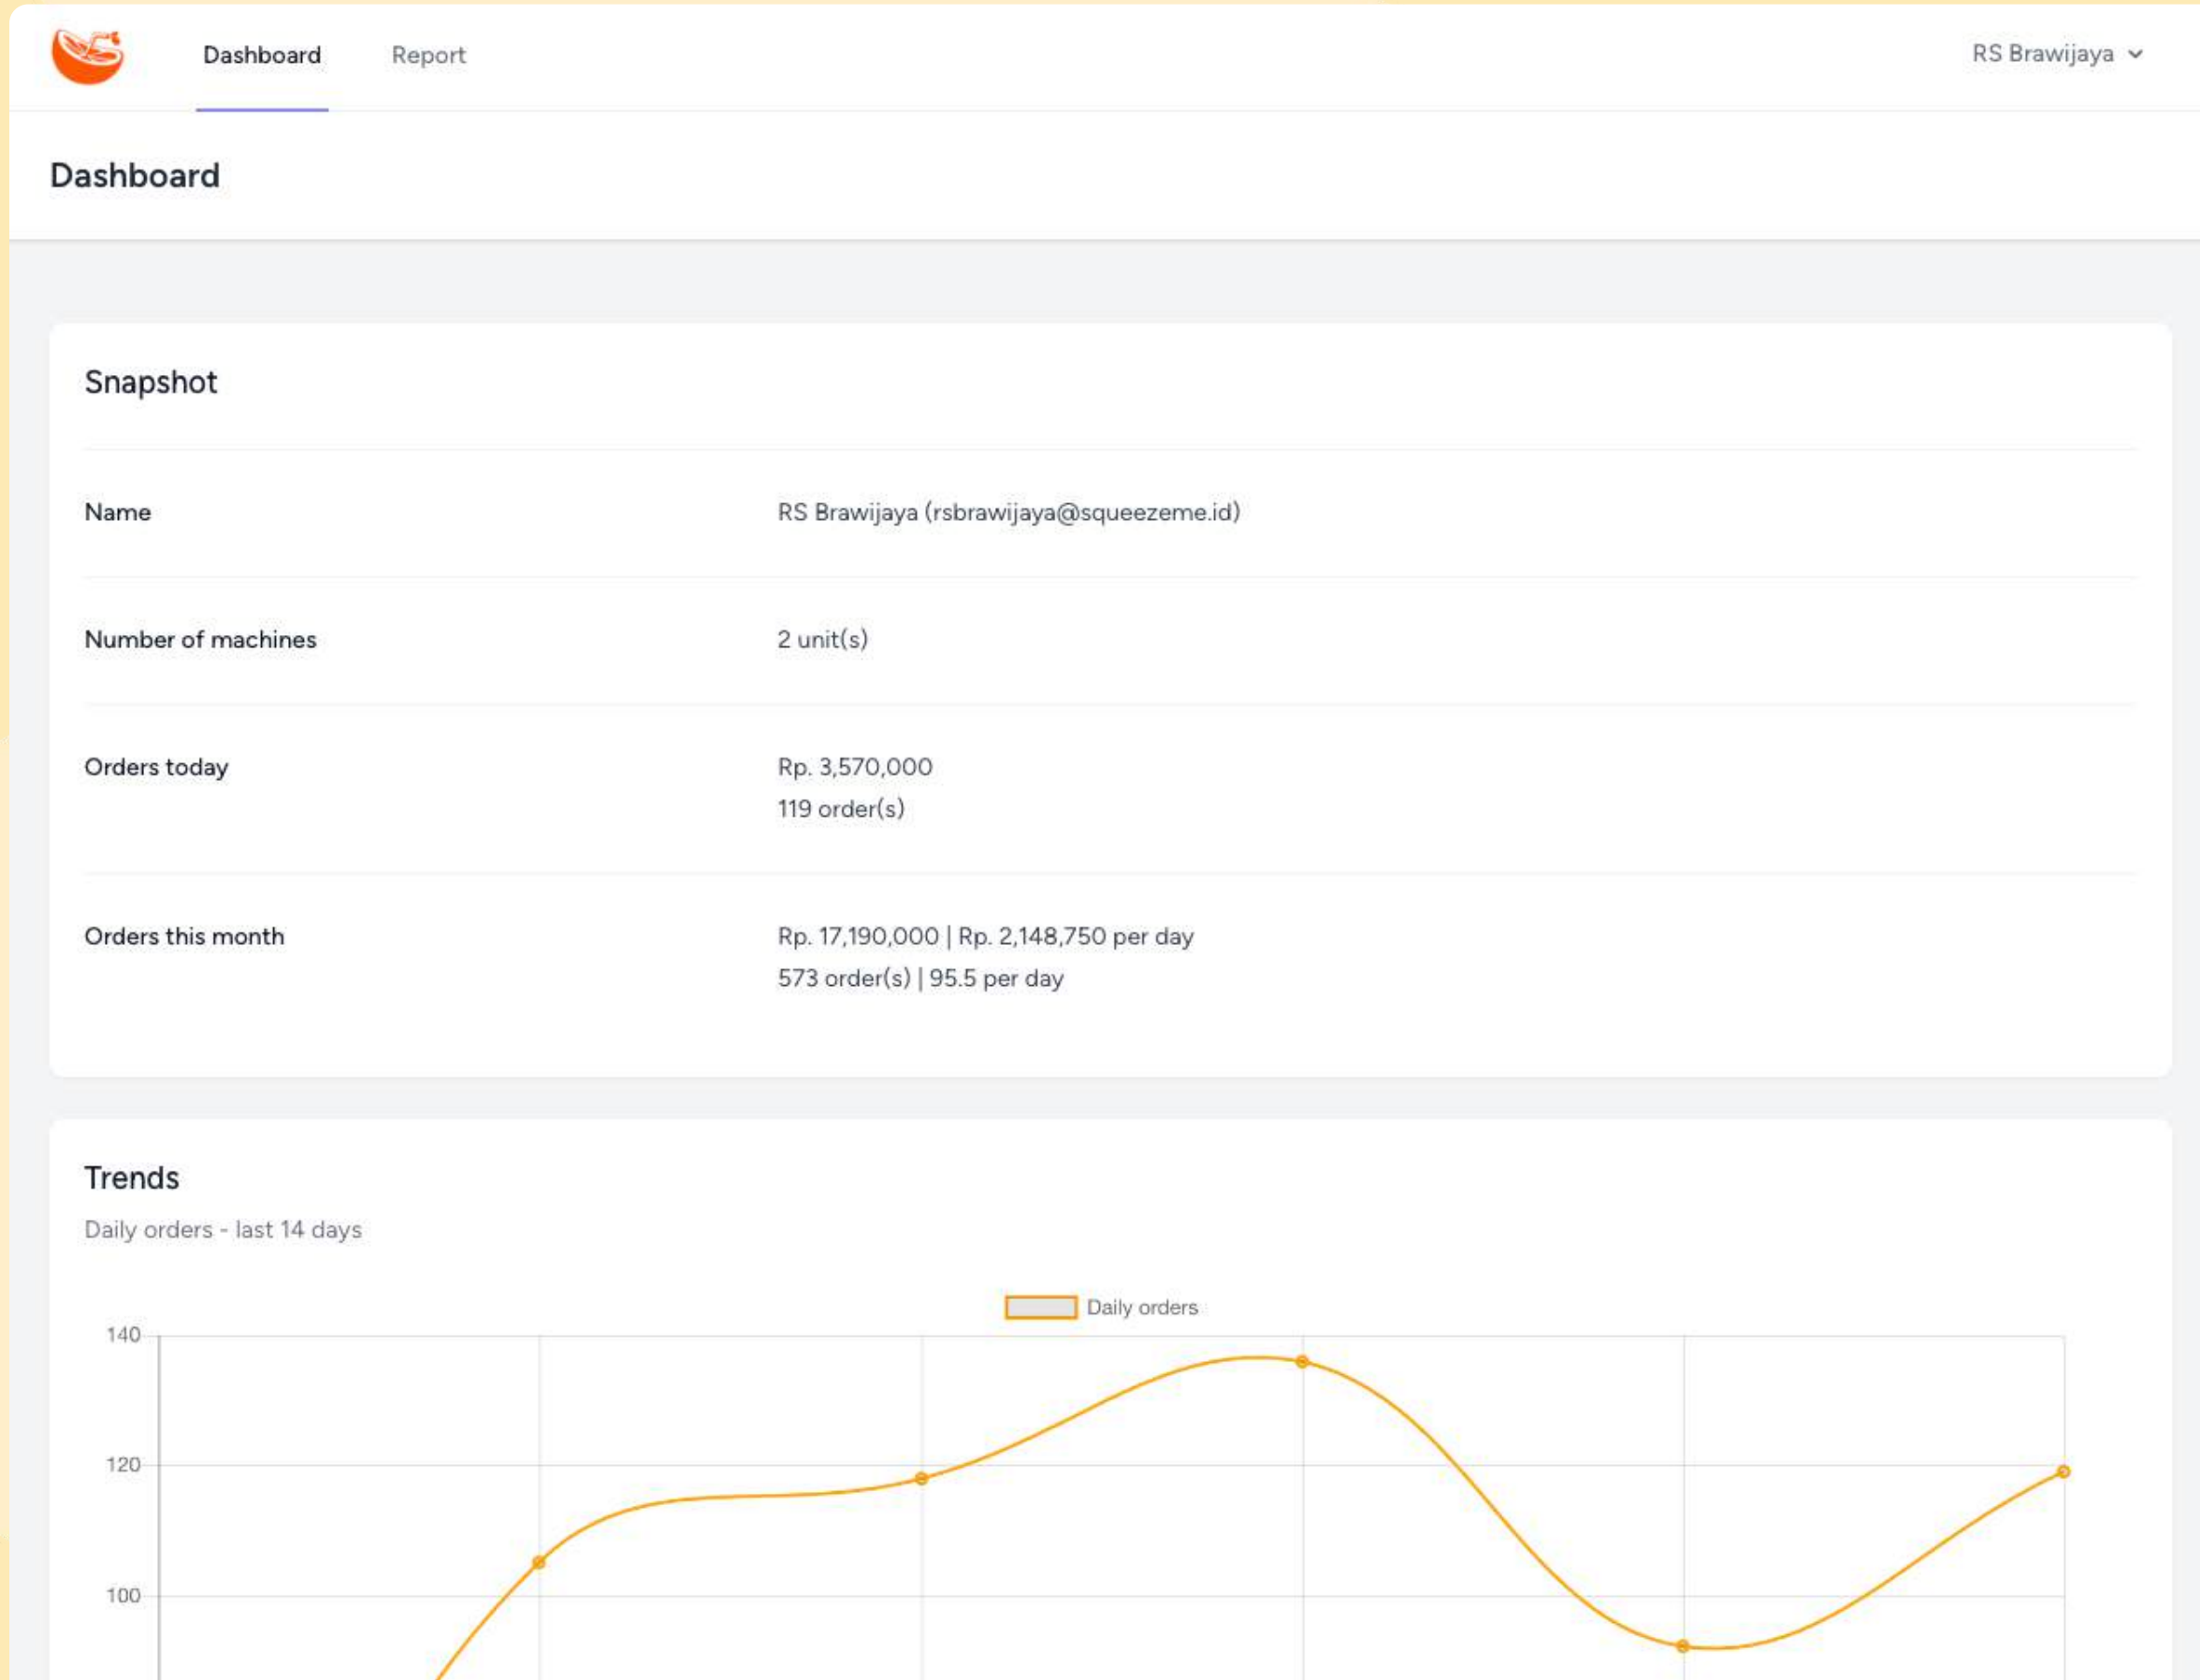 Dashboard
Report
RS Brawijaya
Dashboard
Snapshot
Name
RS Brawijaya (rsbrawijaya@squeezeme.id)
Number of machines
2 unit(s)
Orders today
Rp. 3,570,000
119 order(s)
Orders this month
Rp. 17,190,000 | Rp. 2,148,750 per day
573 order(s) | 95.5 per day
Trends
Daily orders - last 14 days
Daily orders
140
120
100